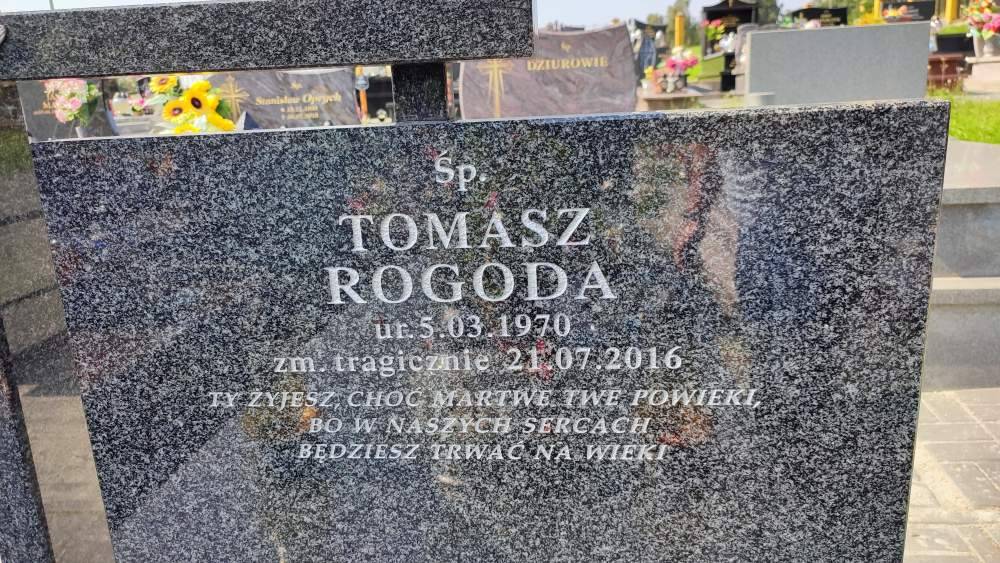 Śp.
Stanisław
DZIUROWIE
Śp.
TOMASZ
ROGODA
ur. 5.03.1970
zm. tragicznie 21.07.2016
TY ŻYJESZ CHOĆ MARTWE TWE POWIEKI,
BO W NASZYCH SERCACH
BĘDZIESZ TRWAĆ NA WIEKI